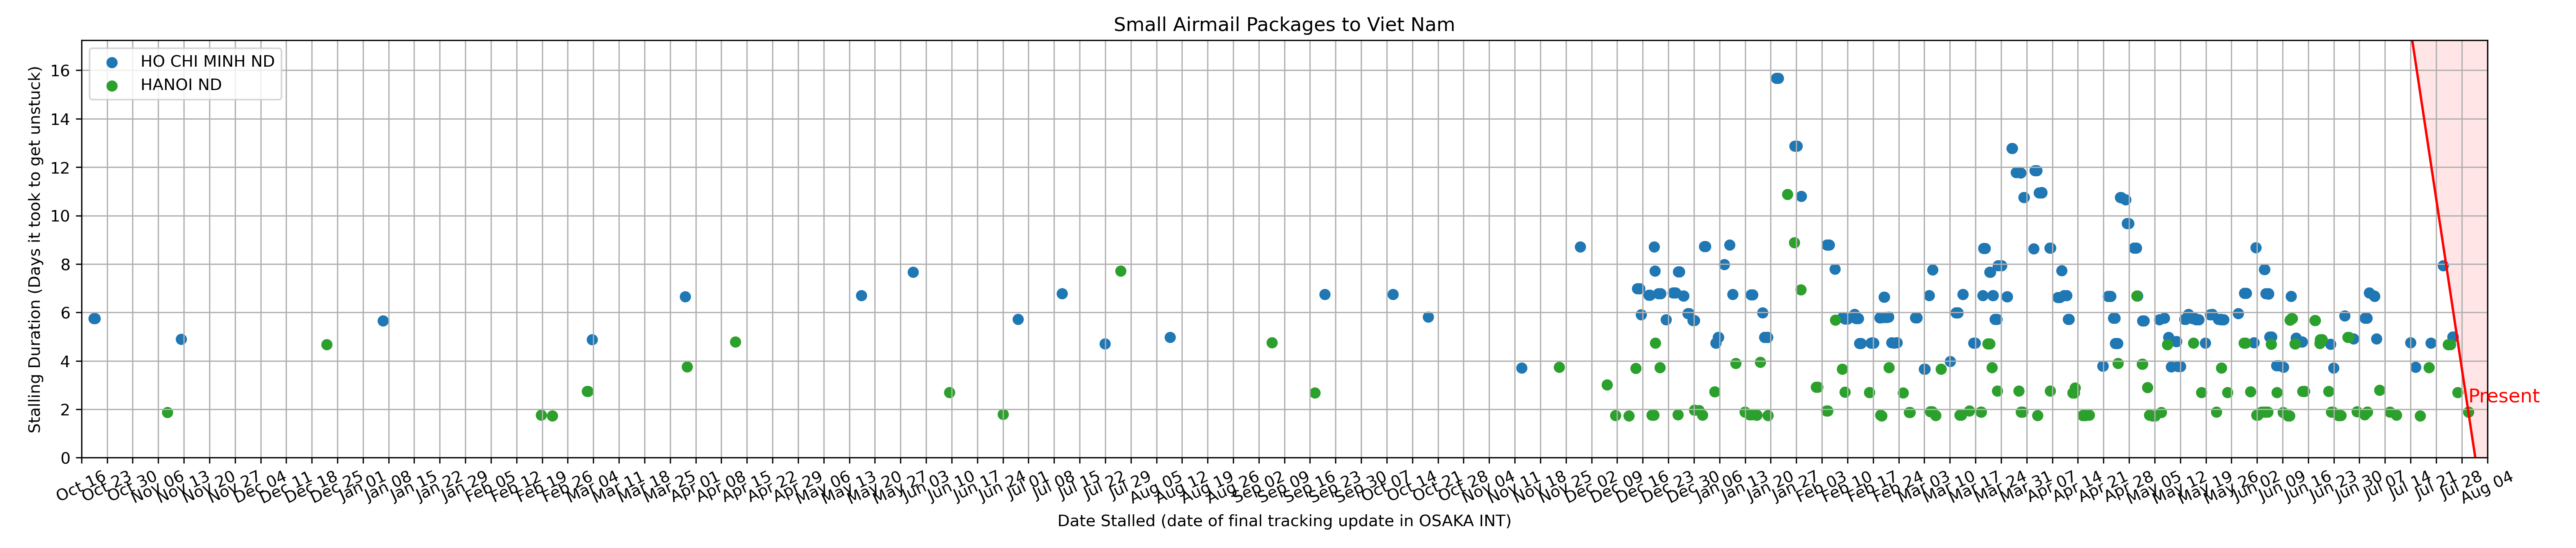 Small Airmail Packages to Viet Nam
HO CHI MINH ND
HANOI ND
Stalling Duration (Days it took to get unstuck)
16
14
12
10
8
6
4
2
0
Present
Oct 16
Oct 23
Oct 30
Nov 06
Nov 13
Nov 20
Nov 27
Dec 04
Dec 11
Dec 18
Dec 25
Jan 01
Jan 08
Jan 15
Jan 22
Jan 29
Feb 05
Feb 12
Feb 19
Feb 26
Mar 04
Mar 11
Mar 18
Mar 25
Apr 01
Apr 08
Apr 15
Apr 22
Apr 29
May 06
May 13
May 20
May 27
Jun 03
Jun 10
Jun 17
Jun 24
Jul 01
Jul 08
Jul 15
Jul 22
Jul 29
Aug 05
Aug 12
Aug 19
Aug 26
Sep 02
Sep 09
Sep 16
Sep 23
Sep 30
Oct 07
Oct 14
Oct 21
Oct 28
Nov 04
Nov 11
Nov 18
Nov 25
Dec 02
Dec 09
Dec 16
Dec 23
Dec 30
Jan 06
Jan 13
Jan 20
Jan 27
Feb 03
Feb 10
Feb 17
Feb 24
Mar 03
Mar 10
Mar 17
Mar 24
Mar 31
Apr 07
Apr 14
Apr 21
Apr 28
May 05
May 12
May 19
May 26
Jun 02
Jun 09
Jun 16
Jun 23
Jun 30
Jul 07
Jul 14
Jul 21
Jul 28
Aug 04
Date Stalled (date of final tracking update in OSAKA INT)